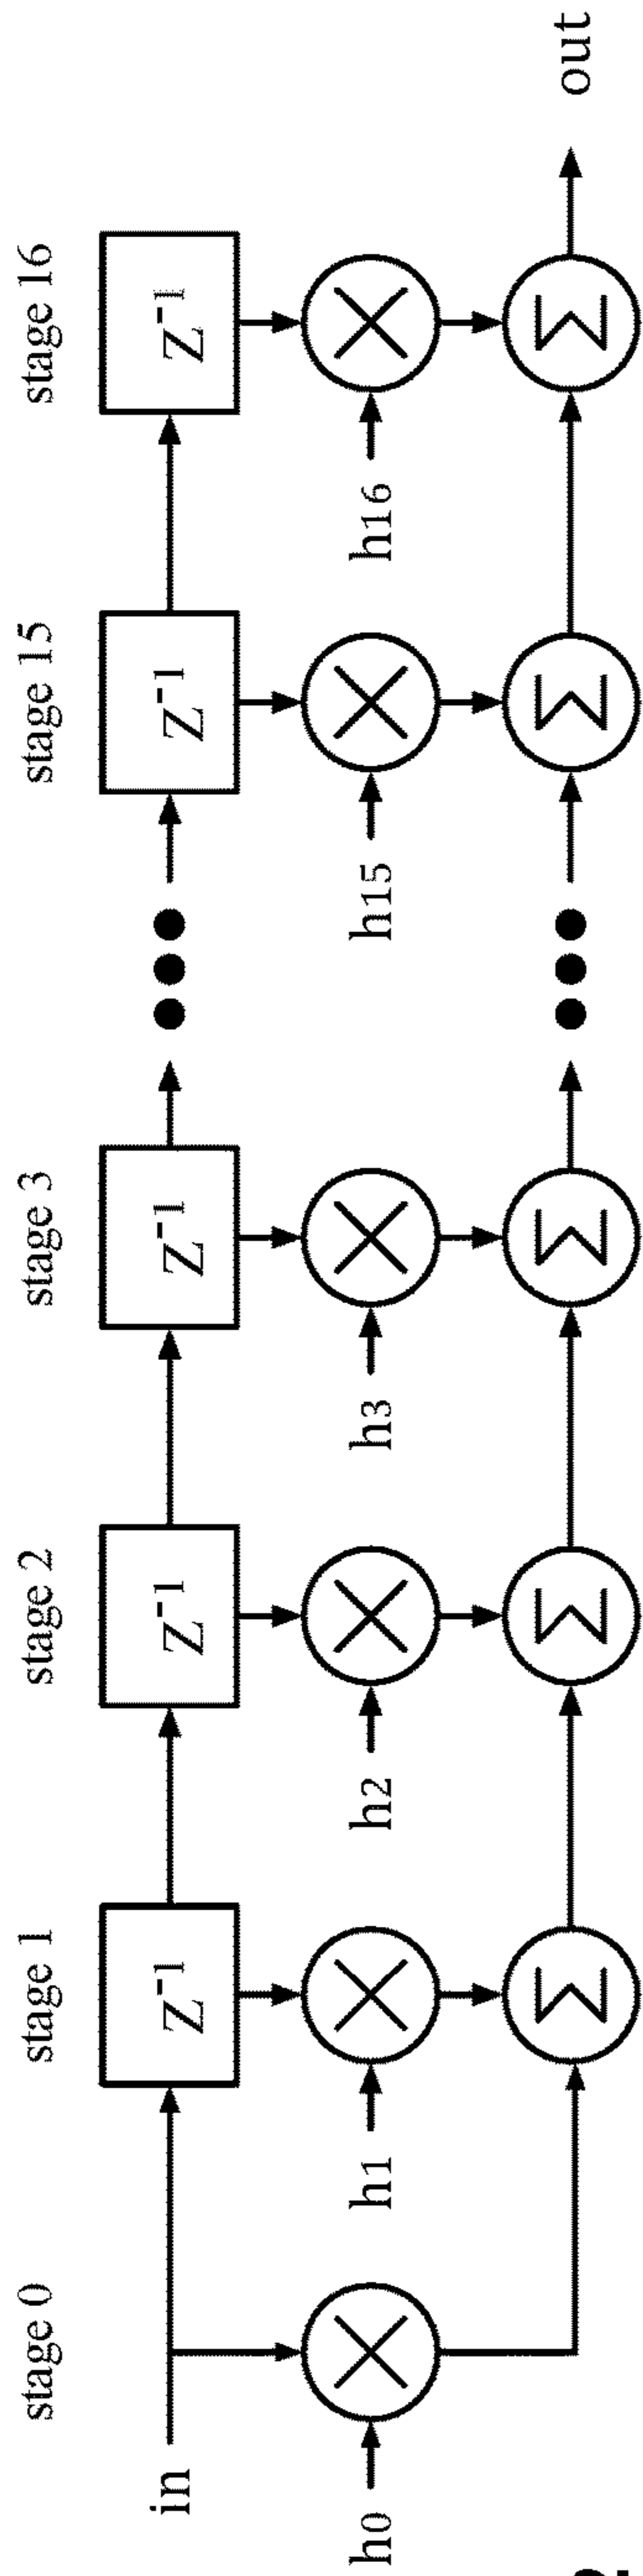 stage 0 stage 1 stage 2 stage 3 stage 15 stage 16
in Z⁻¹ Z⁻¹ Z⁻¹ ••• Z⁻¹ Z⁻¹
h0 h1 h2 h3 h15 h16
Σ Σ Σ ••• Σ Σ out